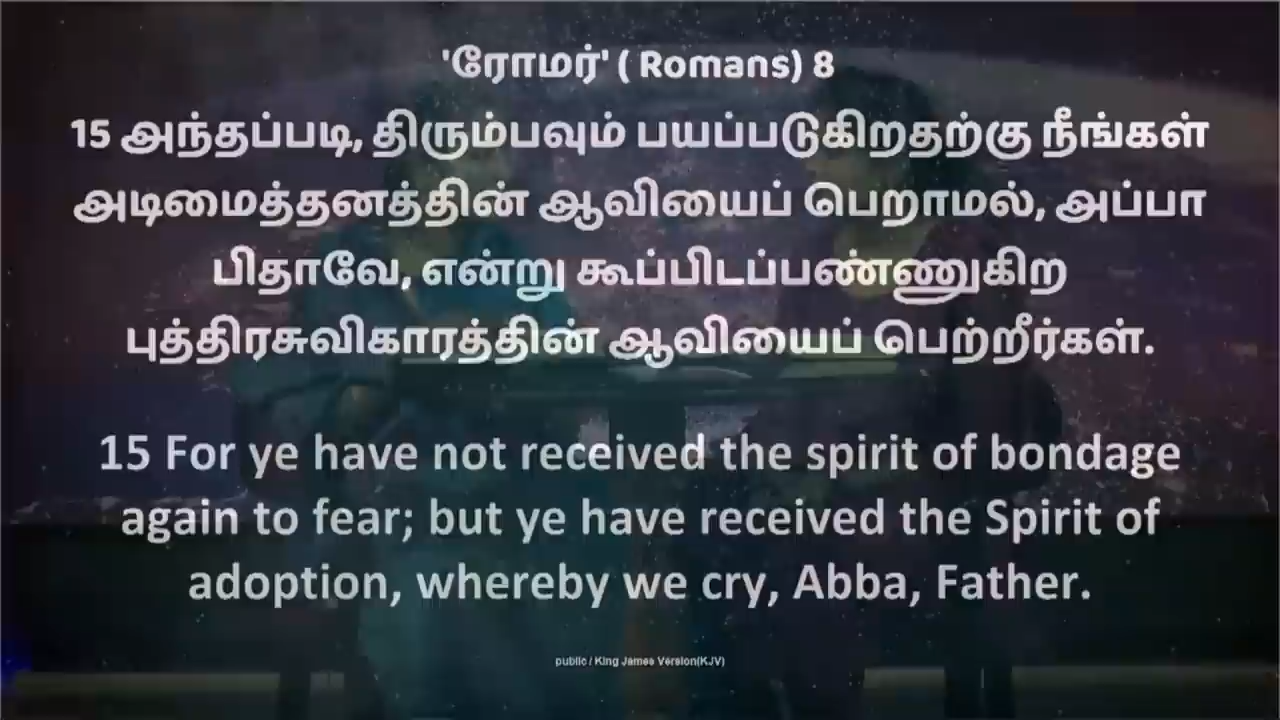 'ரோமர்' ( Romans) 8
15 அந்தப்படி, திரும்பவும் பயப்படுகிறதற்கு நீங்கள்
அடிமைத்தனத்தின் ஆவியைப் பெறாமல், அப்பா
பிதாவே, என்று கூப்பிடப்பண்ணுகிற
புத்திரசுவிகாரத்தின் ஆவியைப் பெற்றீர்கள்.
15 For ye have not received the spirit of bondage
again to fear; but ye have received the Spirit of
adoption, whereby we cry, Abba, Father.
public / King James Version(KJV)